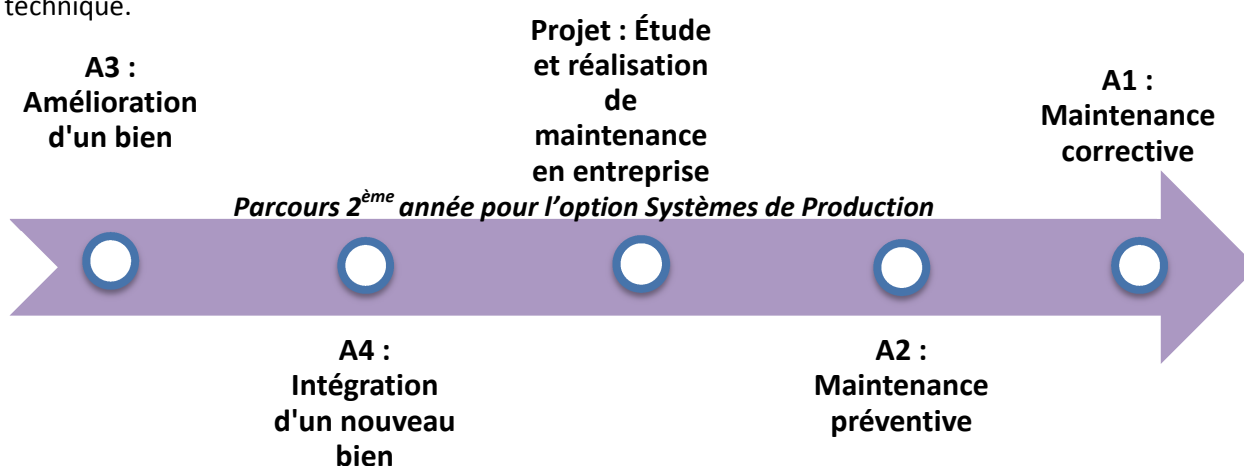 technique.
A3 :
Amélioration
d'un bien
Projet : Étude
et réalisation
de
maintenance
en entreprise
A1 :
Maintenance
corrective
Parcours 2ème année pour l’option Systèmes de Production
A4 :
Intégration
d'un nouveau
bien
A2 :
Maintenance
préventive